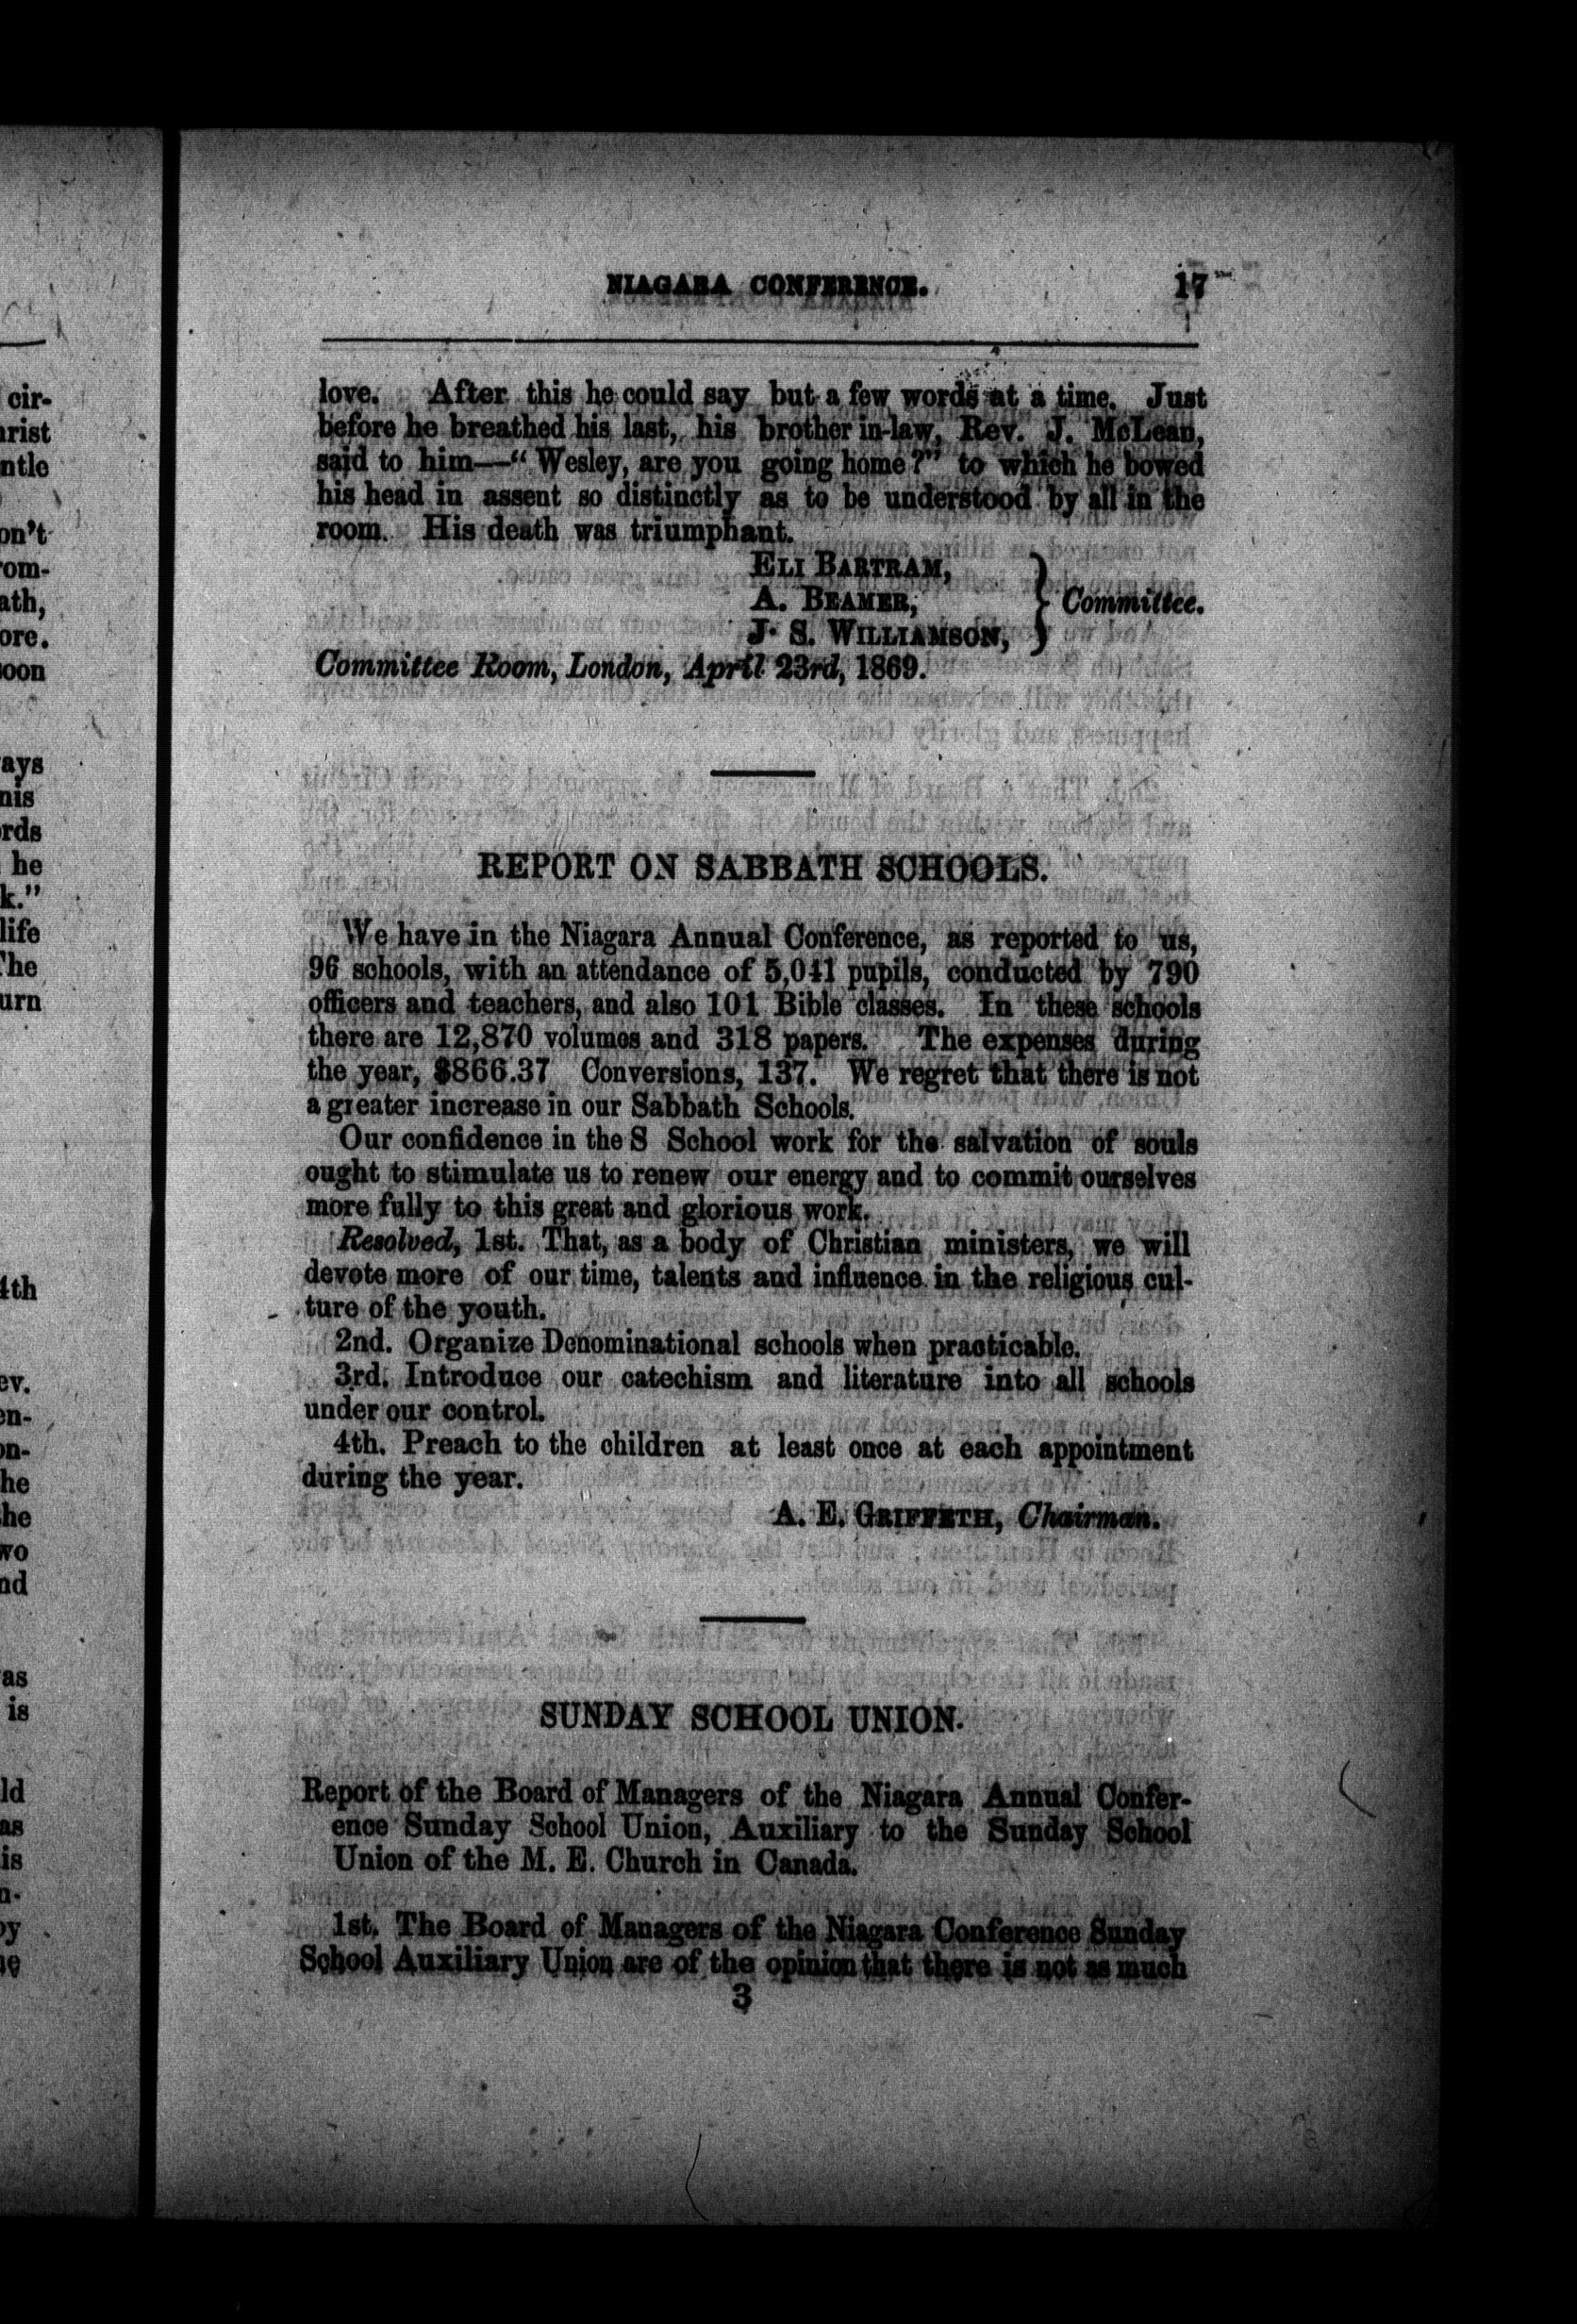 NIAGARA CONFERENCE. 17
love. After this he could say but a few words at a time. Just
before he breathed his last, his brother in-law, Rev. J. McLean,
said to him—“Wesley, are you going home?” to which he bowed
his head in assent so distinctly as to be understood by all in the
room. His death was triumphant.
ELI BARTRAM,
A. BEAMER,
J. S. WILLIAMSON,
} Committee.
Committee Room, London, April 23rd, 1869.
REPORT ON SABBATH SCHOOLS.
We have in the Niagara Annual Conference, as reported to us,
96 schools, with an attendance of 5,041 pupils, conducted by 790
officers and teachers, and also 101 Bible classes. In these schools
there are 12,870 volumes and 318 papers. The expenses during
the year, $866.37 Conversions, 137. We regret that there is not
a greater increase in our Sabbath Schools.
Our confidence in the S School work for the salvation of souls
ought to stimulate us to renew our energy and to commit ourselves
more fully to this great and glorious work.
Resolved, 1st. That, as a body of Christian ministers, we will
devote more of our time, talents and influence in the religious cul-
ture of the youth.
2nd. Organize Denominational schools when practicable.
3rd. Introduce our catechism and literature into all schools
under our control.
4th. Preach to the children at least once at each appointment
during the year.
A. E. GRIFFETH, Chairman.
SUNDAY SCHOOL UNION.
Report of the Board of Managers of the Niagara Annual Confer-
ence Sunday School Union, Auxiliary to the Sunday School
Union of the M. E. Church in Canada.
1st. The Board of Managers of the Niagara Conference Sunday
School Auxiliary Union are of the opinion that there is not as much
3